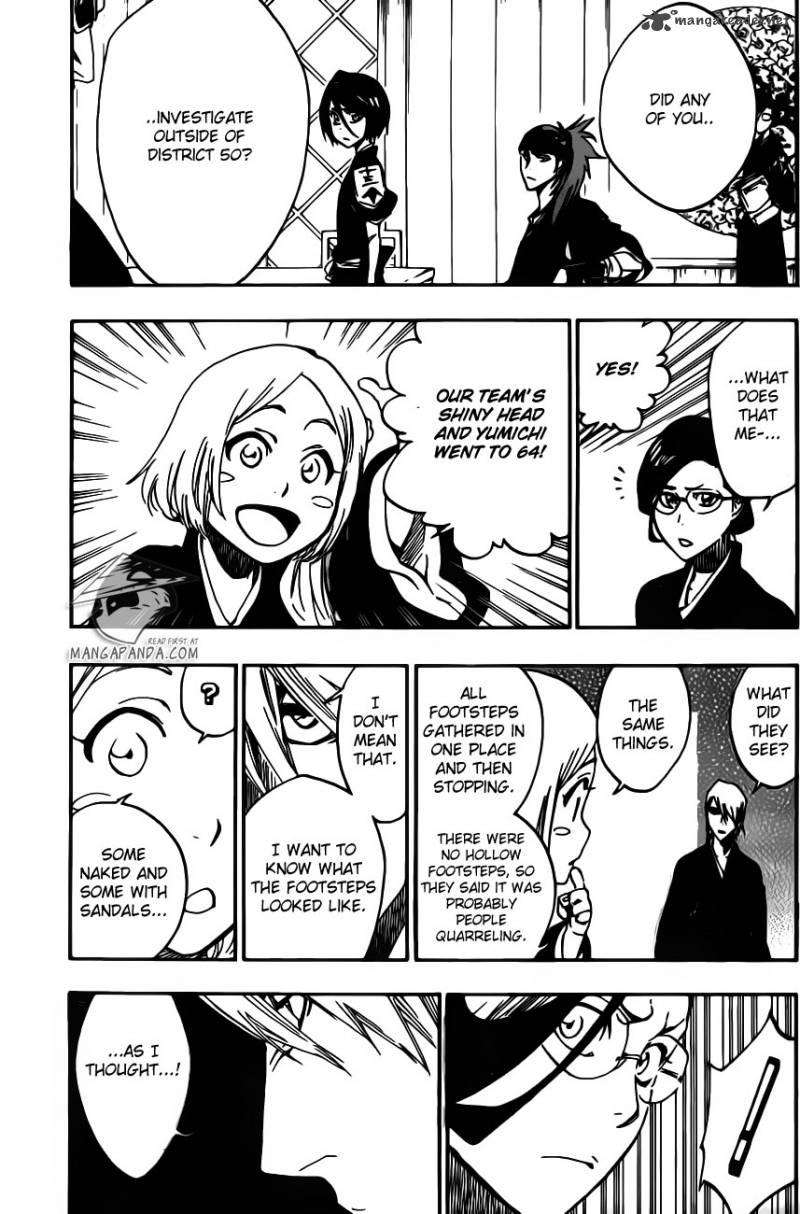 mangareader.net
DID ANY
OF YOU..
..INVESTIGATE
OUTSIDE OF
DISTRICT 50?
...WHAT
DOES
THAT
ME-...
YES!
OUR TEAM'S
SHINY HEAD
AND YUMICHI
WENT TO 64!
READ FIRST AT
MANGAPANDA.COM
WHAT
DID
THEY
SEE?
THE
SAME
THINGS.
ALL
FOOTSTEPS
GATHERED IN
ONE PLACE
AND THEN
STOPPING.
THERE WERE
NO HOLLOW
FOOTSTEPS, SO
THEY SAID IT WAS
PROBABLY
PEOPLE
QUARRELING.
I
DON'T
MEAN
THAT.
I WANT TO
KNOW WHAT
THE FOOTSTEPS
LOOKED LIKE.
?
SOME
NAKED AND
SOME WITH
SANDALS...
...AS I
THOUGHT...!